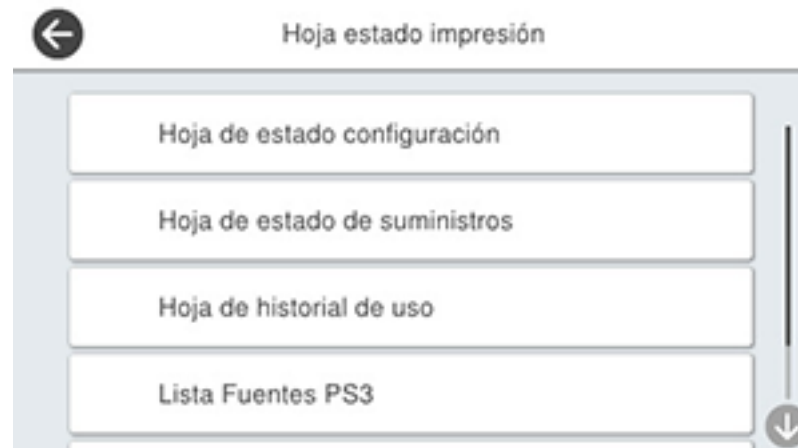 Hoja estado impresión
Hoja de estado configuración
Hoja de estado de suministros
Hoja de historial de uso
Lista Fuentes PS3